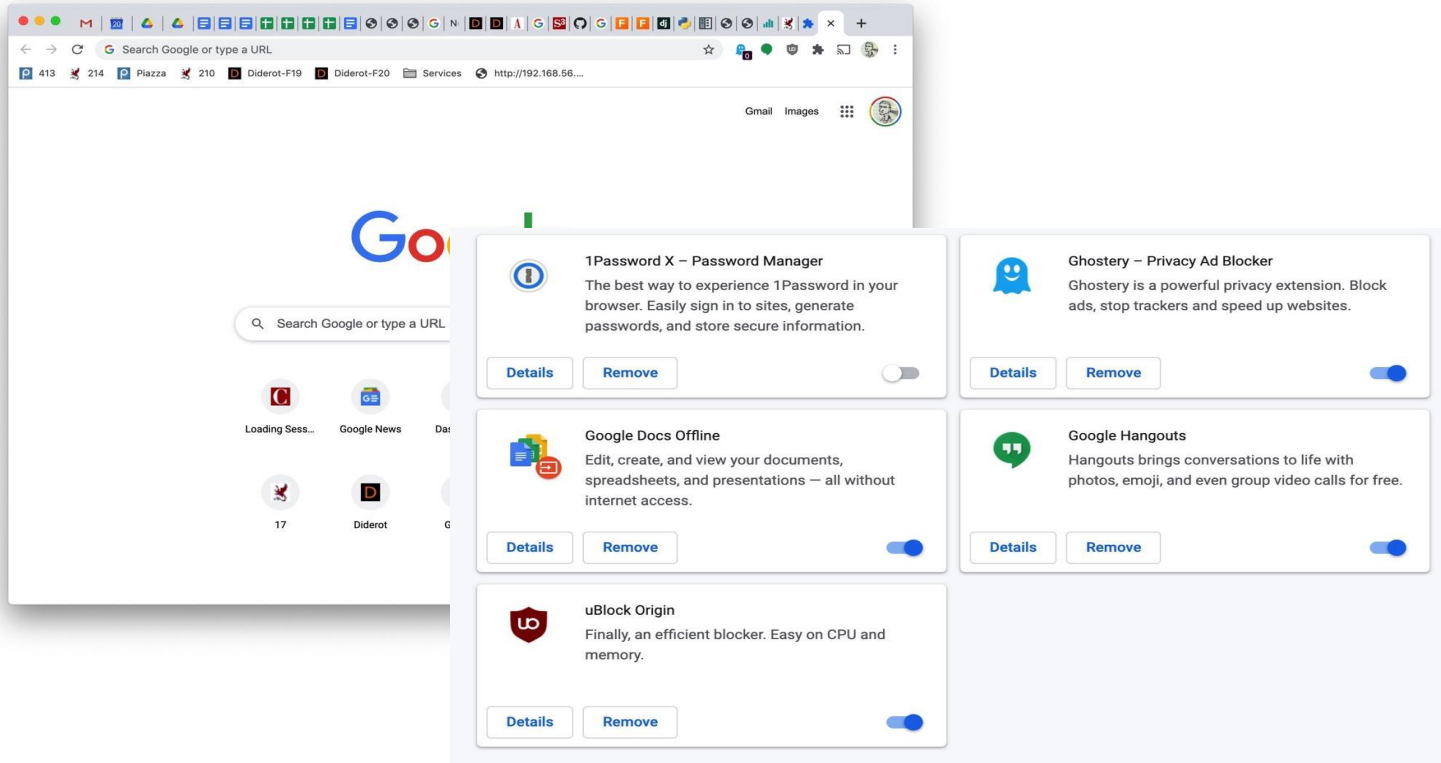 Search Google or type a URL
0
413 214 Piazza 210 Diderot-F19 Diderot-F20 Services http://192.168.56....
Gmail Images
Goo
Search Google or type a URL
Loading Sess... Google News Das
17 Diderot G
1Password X – Password Manager
The best way to experience 1Password in your
browser. Easily sign in to sites, generate
passwords, and store secure information.
Details Remove
Ghostery – Privacy Ad Blocker
Ghostery is a powerful privacy extension. Block
ads, stop trackers and speed up websites.
Details Remove
Google Docs Offline
Edit, create, and view your documents,
spreadsheets, and presentations — all without
internet access.
Details Remove
Google Hangouts
Hangouts brings conversations to life with
photos, emoji, and even group video calls for free.
Details Remove
uBlock Origin
Finally, an efficient blocker. Easy on CPU and
memory.
Details Remove